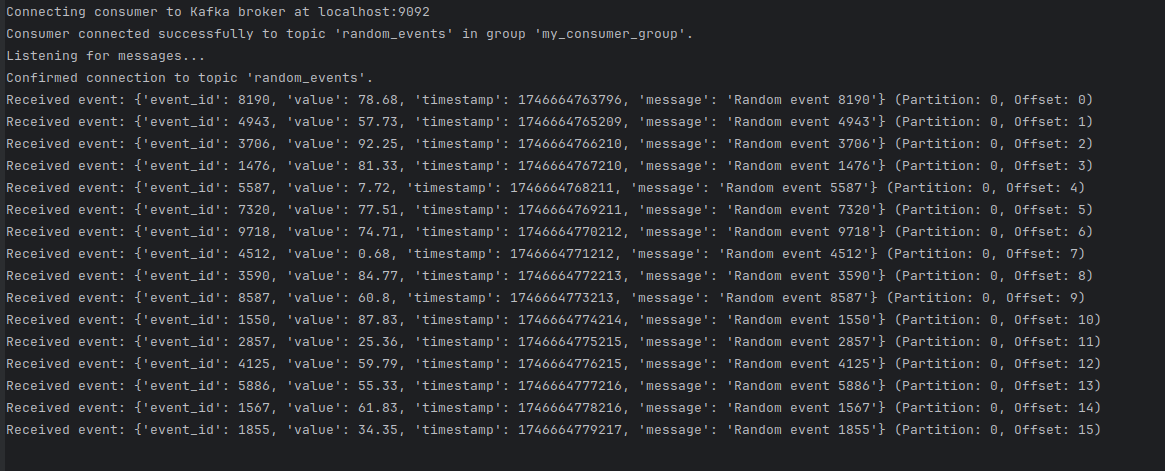 Connecting consumer to Kafka broker at localhost:9092
Consumer connected successfully to topic 'random_events' in group 'my_consumer_group'.
Listening for messages...
Confirmed connection to topic 'random_events'.
Received event: {'event_id': 8190, 'value': 78.68, 'timestamp': 1746664763796, 'message': 'Random event 8190'} (Partition: 0, Offset: 0)
Received event: {'event_id': 4943, 'value': 57.73, 'timestamp': 1746664765209, 'message': 'Random event 4943'} (Partition: 0, Offset: 1)
Received event: {'event_id': 3706, 'value': 92.25, 'timestamp': 1746664766210, 'message': 'Random event 3706'} (Partition: 0, Offset: 2)
Received event: {'event_id': 1476, 'value': 81.33, 'timestamp': 1746664767210, 'message': 'Random event 1476'} (Partition: 0, Offset: 3)
Received event: {'event_id': 5587, 'value': 7.72, 'timestamp': 1746664768211, 'message': 'Random event 5587'} (Partition: 0, Offset: 4)
Received event: {'event_id': 7320, 'value': 77.51, 'timestamp': 1746664769211, 'message': 'Random event 7320'} (Partition: 0, Offset: 5)
Received event: {'event_id': 9718, 'value': 74.71, 'timestamp': 1746664770212, 'message': 'Random event 9718'} (Partition: 0, Offset: 6)
Received event: {'event_id': 4512, 'value': 0.68, 'timestamp': 1746664771212, 'message': 'Random event 4512'} (Partition: 0, Offset: 7)
Received event: {'event_id': 3590, 'value': 84.77, 'timestamp': 1746664772213, 'message': 'Random event 3590'} (Partition: 0, Offset: 8)
Received event: {'event_id': 8587, 'value': 60.8, 'timestamp': 1746664773213, 'message': 'Random event 8587'} (Partition: 0, Offset: 9)
Received event: {'event_id': 1550, 'value': 87.83, 'timestamp': 1746664774214, 'message': 'Random event 1550'} (Partition: 0, Offset: 10)
Received event: {'event_id': 2857, 'value': 25.36, 'timestamp': 1746664775215, 'message': 'Random event 2857'} (Partition: 0, Offset: 11)
Received event: {'event_id': 4125, 'value': 59.79, 'timestamp': 1746664776215, 'message': 'Random event 4125'} (Partition: 0, Offset: 12)
Received event: {'event_id': 5886, 'value': 55.33, 'timestamp': 1746664777216, 'message': 'Random event 5886'} (Partition: 0, Offset: 13)
Received event: {'event_id': 1567, 'value': 61.83, 'timestamp': 1746664778216, 'message': 'Random event 1567'} (Partition: 0, Offset: 14)
Received event: {'event_id': 1855, 'value': 34.35, 'timestamp': 1746664779217, 'message': 'Random event 1855'} (Partition: 0, Offset: 15)